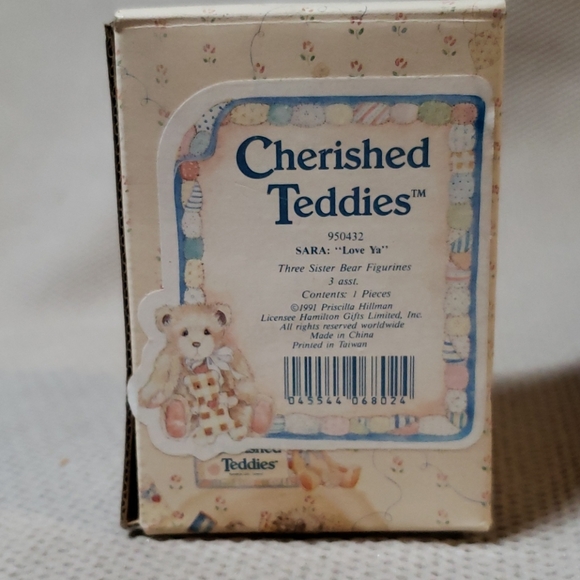 Cherished
Teddies™
950432
SARA: "Love Ya"
Three Sister Bear Figurines
3 asst.
Contents: 1 Pieces
©1991 Priscilla Hillman
Licensee Hamilton Gifts Limited, Inc.
All rights reserved worldwide
Made in China
Printed in Taiwan
045544 068024
Teddies™